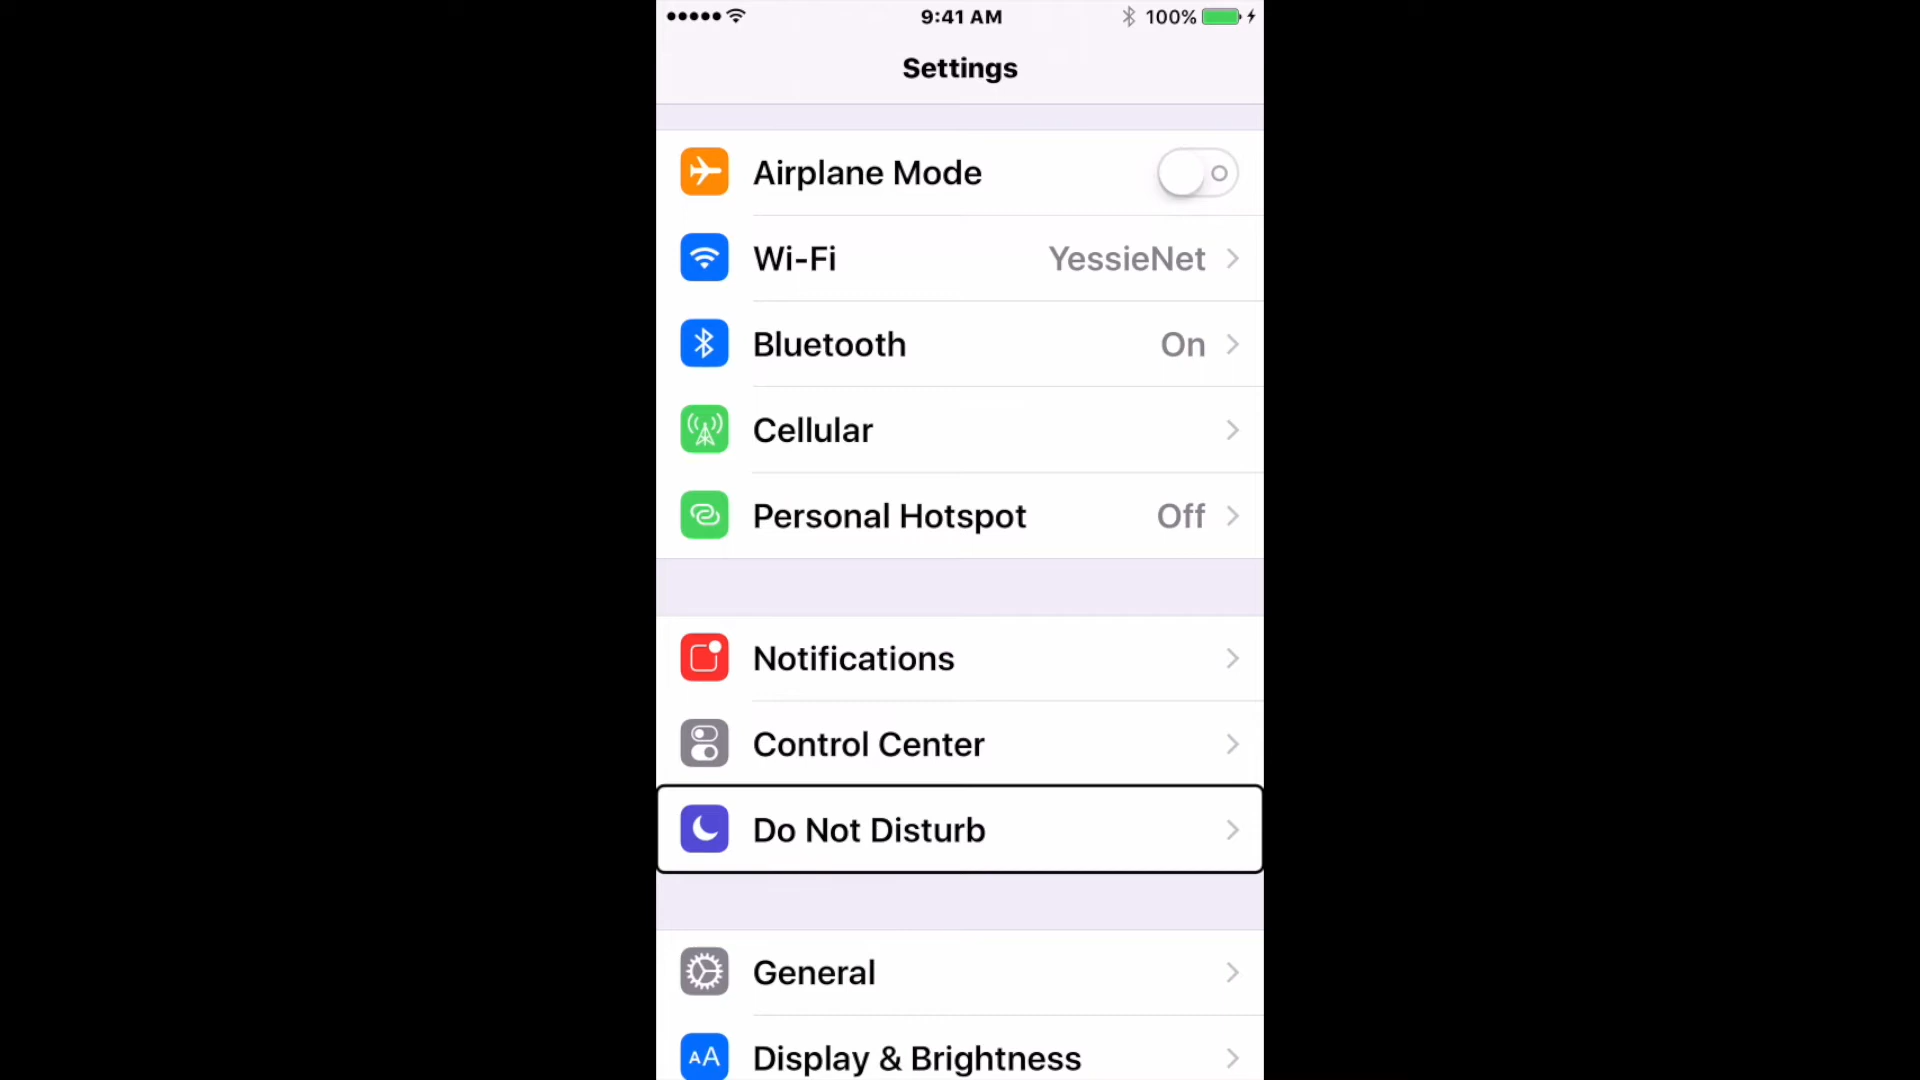 9:41 AM 100%
Settings
Airplane Mode
Wi-Fi YessieNet
Bluetooth On
Cellular
Personal Hotspot Off
Notifications
Control Center
Do Not Disturb
General
AA Display & Brightness